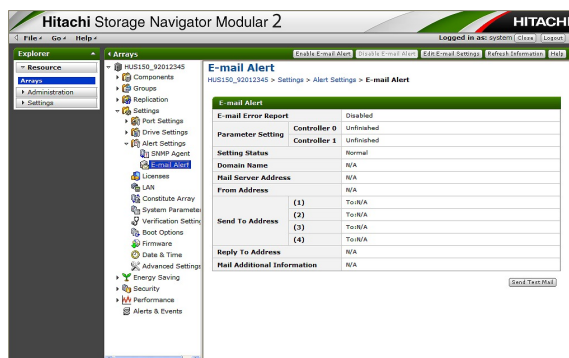 Hitachi Storage Navigator Modular 2
HITACHI
File Go Help
Logged in as: system Close Logout
Explorer
Arrays
Enable E-mail Alert Disable E-mail Alert Edit E-mail Settings Refresh Information Help
Resource
Arrays
Administration
Settings
HUS150_92012345
Components
Groups
Replication
Settings
Port Settings
Drive Settings
Alert Settings
SNMP Agent
E-mail Alert
Licenses
LAN
Constitute Array
System Parameter
Verification Setting
Boot Options
Firmware
Date & Time
Advanced Settings
Energy Saving
Security
Performance
Alerts & Events
E-mail Alert
HUS150_92012345 > Settings > Alert Settings > E-mail Alert
E-mail Alert
E-mail Error Report Disabled
Parameter Setting Controller 0 Unfinished
Controller 1 Unfinished
Setting Status Normal
Domain Name N/A
Mail Server Address N/A
From Address N/A
Send To Address (1) To:N/A
(2) To:N/A
(3) To:N/A
(4) To:N/A
Reply To Address N/A
Mail Additional Information N/A
Send Test Mail